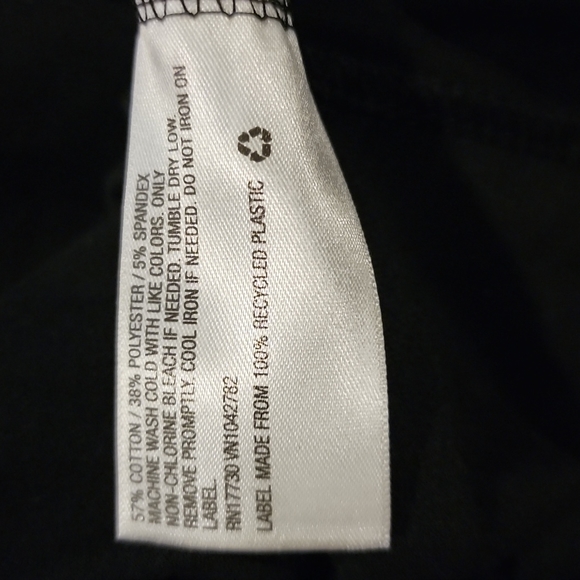 57% COTTON / 38% POLYESTER / 5% SPANDEX
MACHINE WASH COLD WITH LIKE COLORS. ONLY
NON-CHLORINE BLEACH IF NEEDED. TUMBLE DRY LOW.
REMOVE PROMPTLY. COOL IRON IF NEEDED. DO NOT IRON ON
LABEL.
RN17730 VN1042782
LABEL MADE FROM 100% RECYCLED PLASTIC